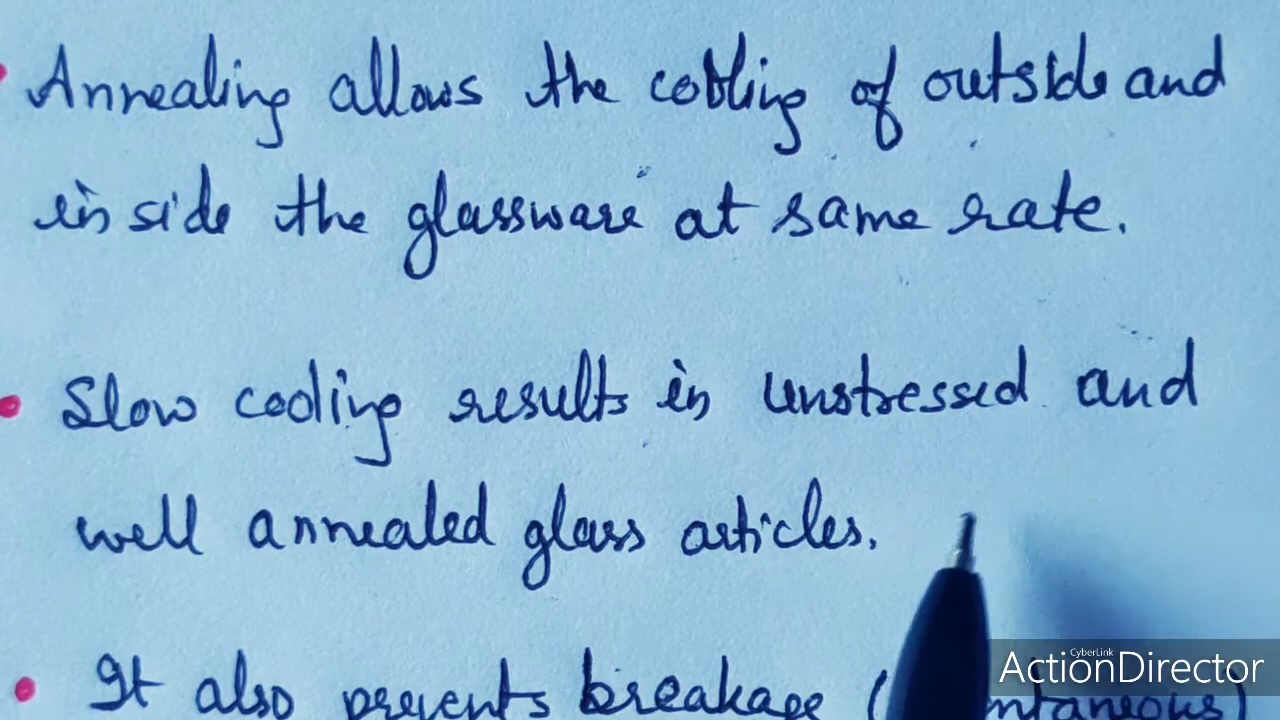 Annealing allows the cooling of outside and
inside the glassware at same rate.
Slow cooling results in unstressed and
well annealed glass articles.
It also prevents breakage (
CyberLink
ActionDirector